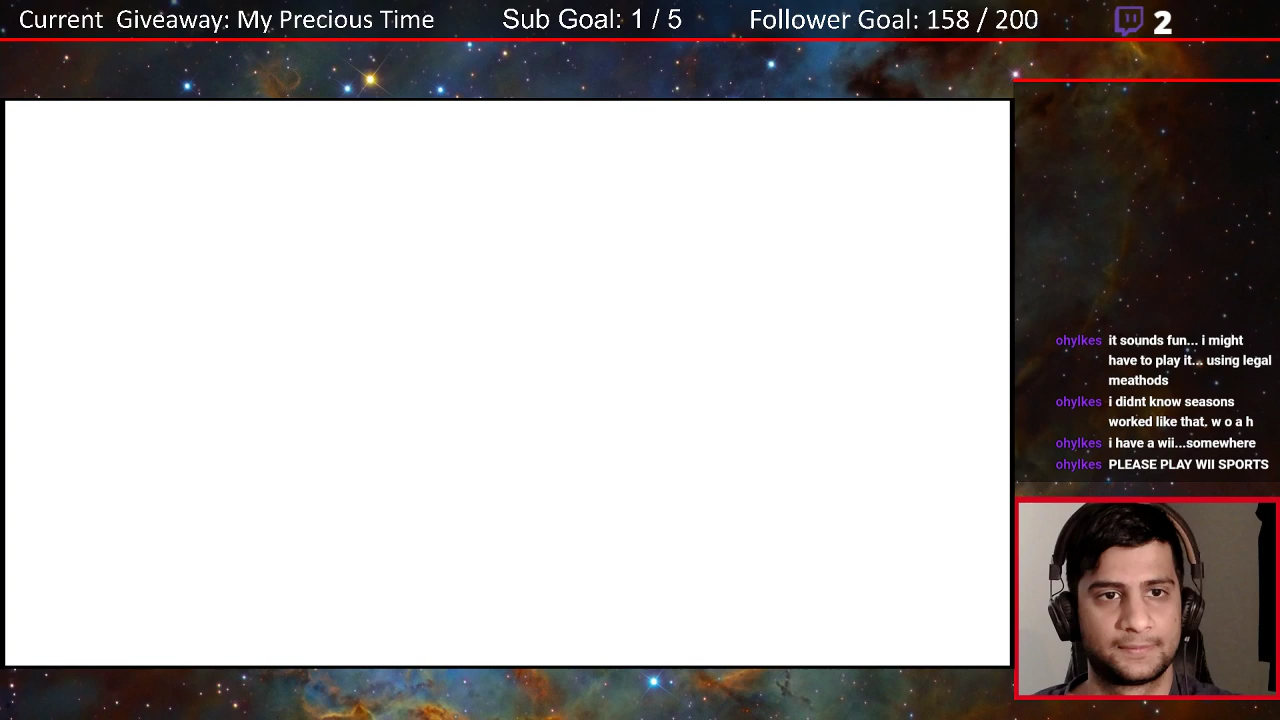 Current  Giveaway: My Precious Time
Sub Goal: 1 / 5
Follower Goal: 158 / 200
2
ohylkes it sounds fun... i might
have to play it... using legal
meathods
ohylkes i didnt know seasons
worked like that. w o a h
ohylkes i have a wii...somewhere
ohylkes PLEASE PLAY WII SPORTS